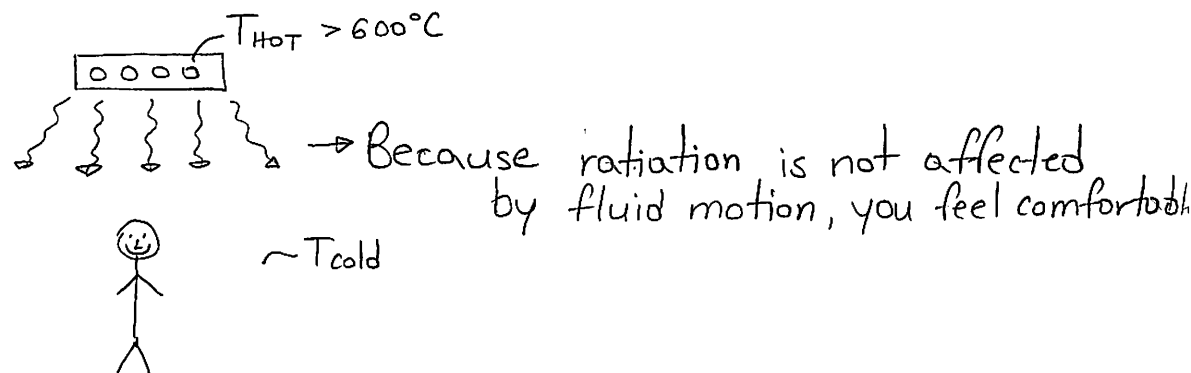 T_HOT > 600°C
→ Because ratiation is not affected
by fluid motion, you feel comfortabl
~ Tcold